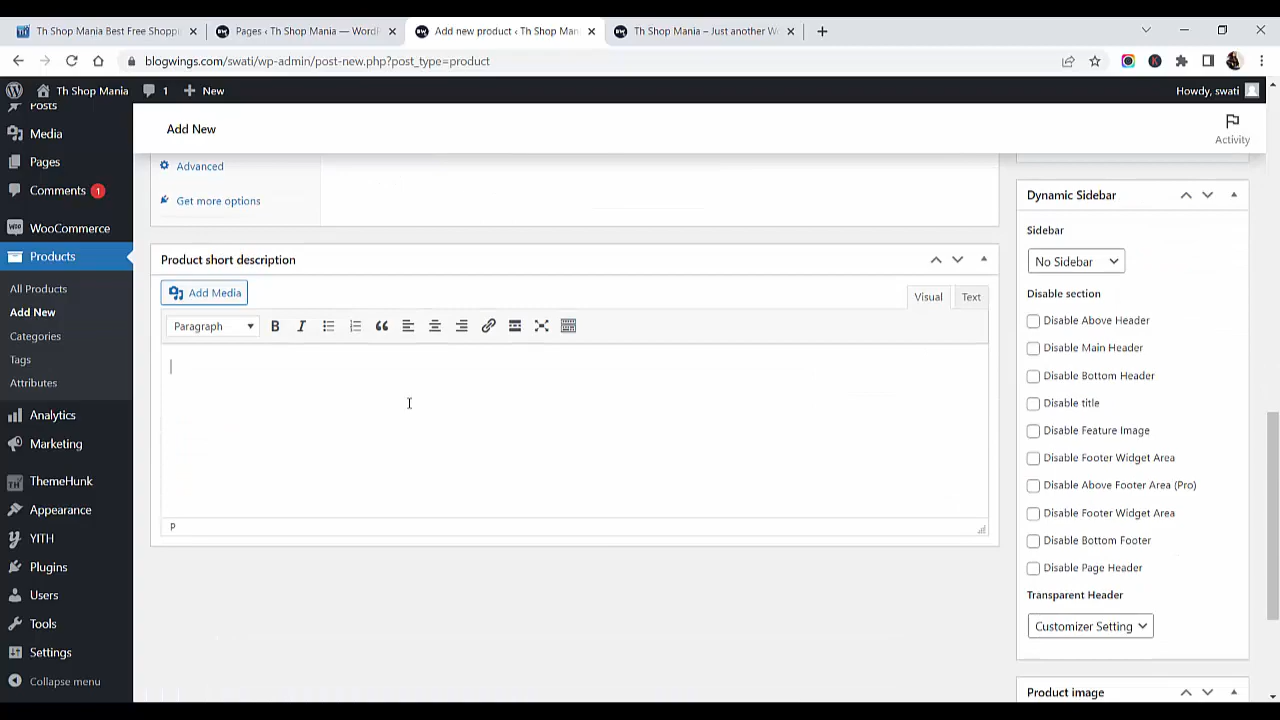 Th Shop Mania Best Free Shoppi
Pages ‹ Th Shop Mania — WordP
Add new product ‹ Th Shop Man
Th Shop Mania – Just another W
blogwings.com/swati/wp-admin/post-new.php?post_type=product
Th Shop Mania
1
New
Howdy, swati
Posts
Media
Pages
Comments 1
WooCommerce
Products
All Products
Add New
Categories
Tags
Attributes
Analytics
Marketing
ThemeHunk
Appearance
YITH
Plugins
Users
Tools
Settings
Collapse menu
Add New
Activity
Advanced
Get more options
Product short description
Add Media
Visual
Text
Paragraph
P
Dynamic Sidebar
Sidebar
No Sidebar
Disable section
Disable Above Header
Disable Main Header
Disable Bottom Header
Disable title
Disable Feature Image
Disable Footer Widget Area
Disable Above Footer Area (Pro)
Disable Footer Widget Area
Disable Bottom Footer
Disable Page Header
Transparent Header
Customizer Setting
Product image